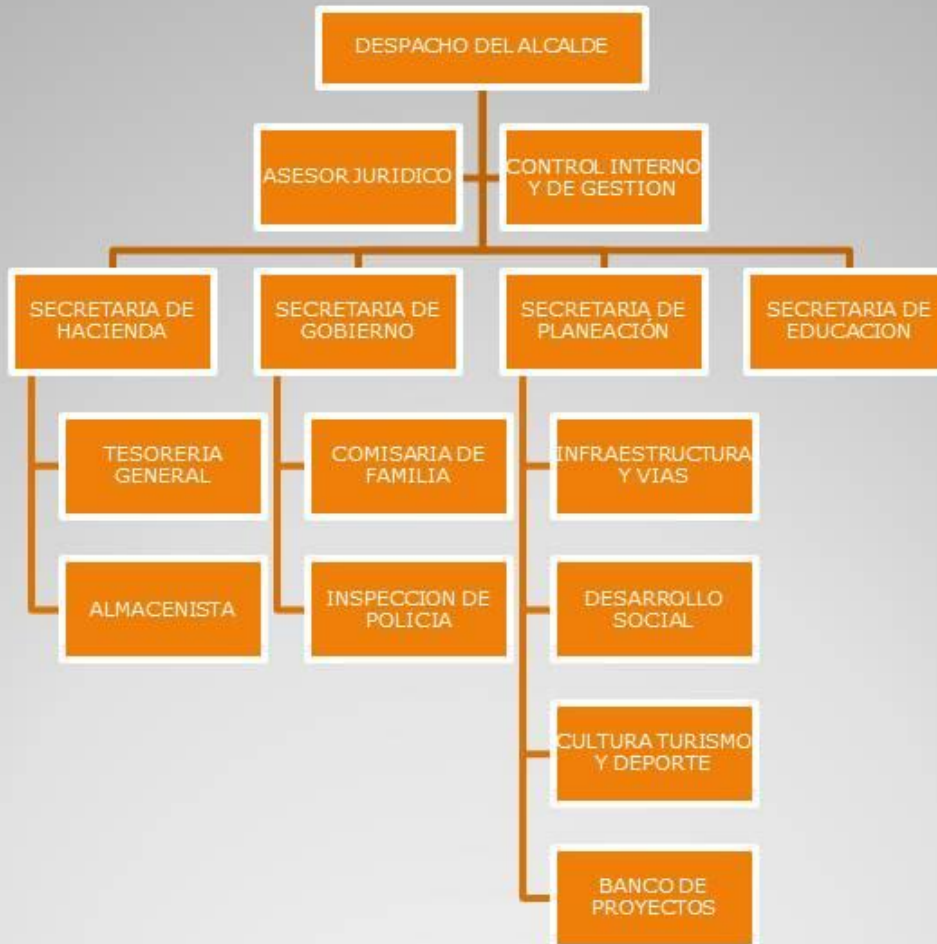 DESPACHO DEL ALCALDE
ASESOR JURIDICO
CONTROL INTERNO
Y DE GESTION
SECRETARIA DE
HACIENDA
SECRETARIA DE
GOBIERNO
SECRETARIA DE
PLANEACIÓN
SECRETARIA DE
EDUCACION
TESORERIA
GENERAL
COMISARIA DE
FAMILIA
INFRAESTRUCTURA
Y VIAS
ALMACENISTA
INSPECCION DE
POLICIA
DESARROLLO
SOCIAL
CULTURA TURISMO
Y DEPORTE
BANCO DE
PROYECTOS